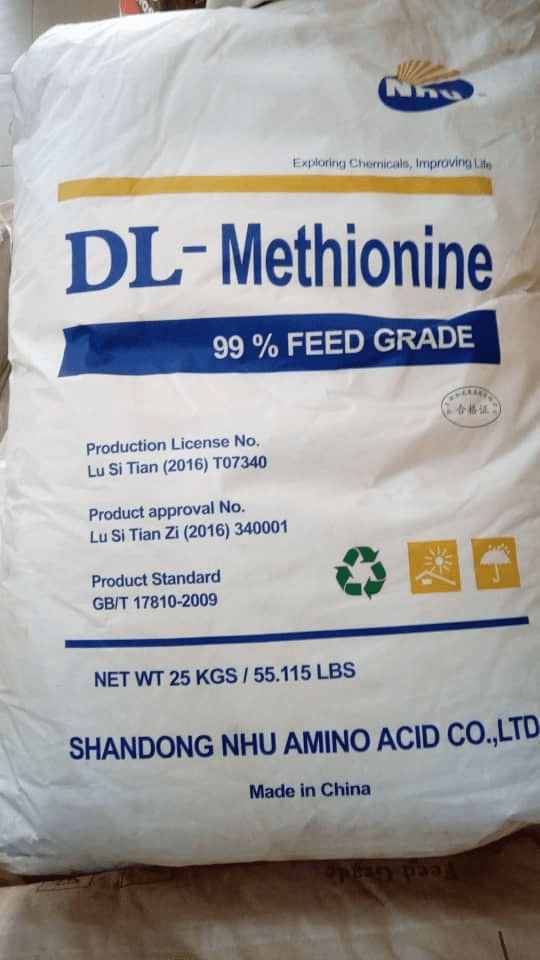 Nhu
Exploring Chemicals, Improving Life
DL-Methionine
99 % FEED GRADE
合格证
Production License No.
Lu Si Tian (2016) T07340
Product approval No.
Lu Si Tian Zi (2016) 340001
Product Standard
GB/T 17810-2009
NET WT 25 KGS / 55.115 LBS
SHANDONG NHU AMINO ACID CO.,LTD
Made in China
Feed Grade